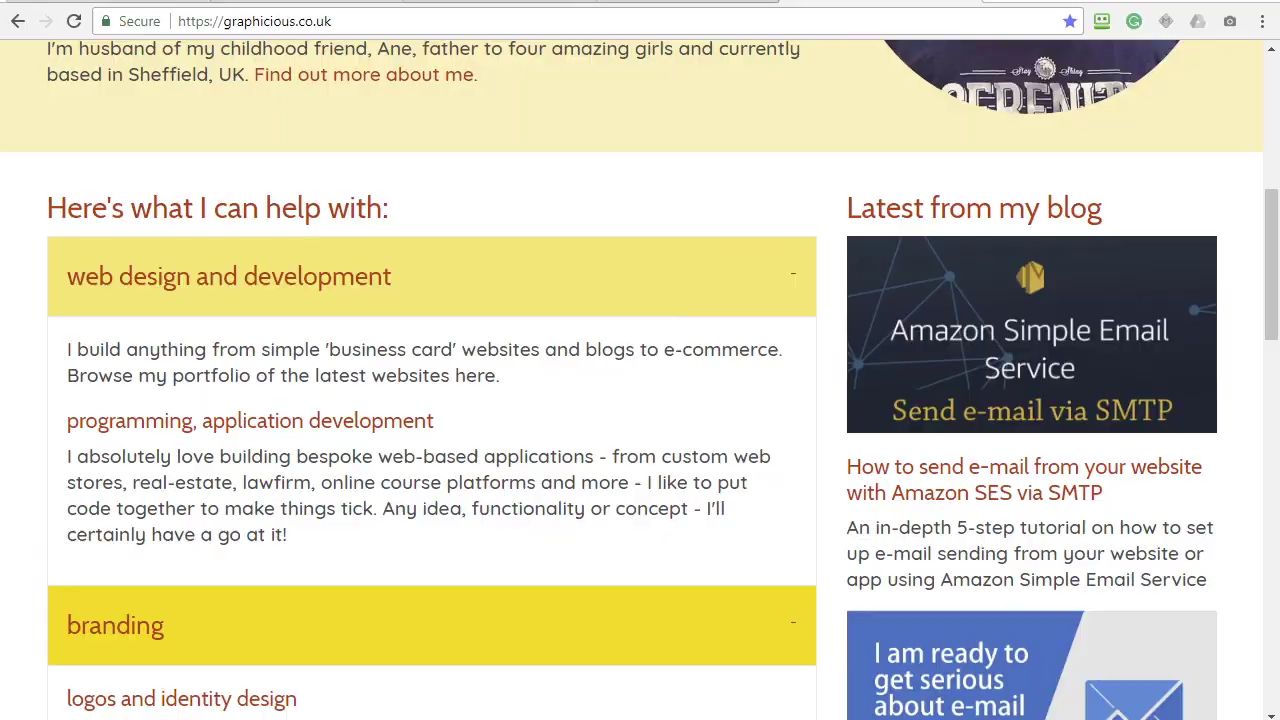 Secure
https://graphicious.co.uk
I'm husband of my childhood friend, Ane, father to four amazing girls and currently
based in Sheffield, UK. Find out more about me.
Stay Shiny
SERENITY
Here's what I can help with:
web design and development
-
I build anything from simple 'business card' websites and blogs to e-commerce.
Browse my portfolio of the latest websites here.
programming, application development
I absolutely love building bespoke web-based applications - from custom web
stores, real-estate, lawfirm, online course platforms and more - I like to put
code together to make things tick. Any idea, functionality or concept - I'll
certainly have a go at it!
branding
-
logos and identity design
Latest from my blog
Amazon Simple Email
Service
Send e-mail via SMTP
How to send e-mail from your website
with Amazon SES via SMTP
An in-depth 5-step tutorial on how to set
up e-mail sending from your website or
app using Amazon Simple Email Service
I am ready to
get serious
about e-mail